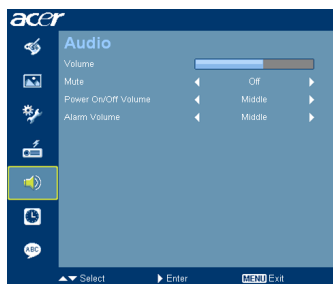 acer
Audio
Volume
Mute Off
Power On/Off Volume Middle
Alarm Volume Middle
ABC
Select Enter MENU Exit